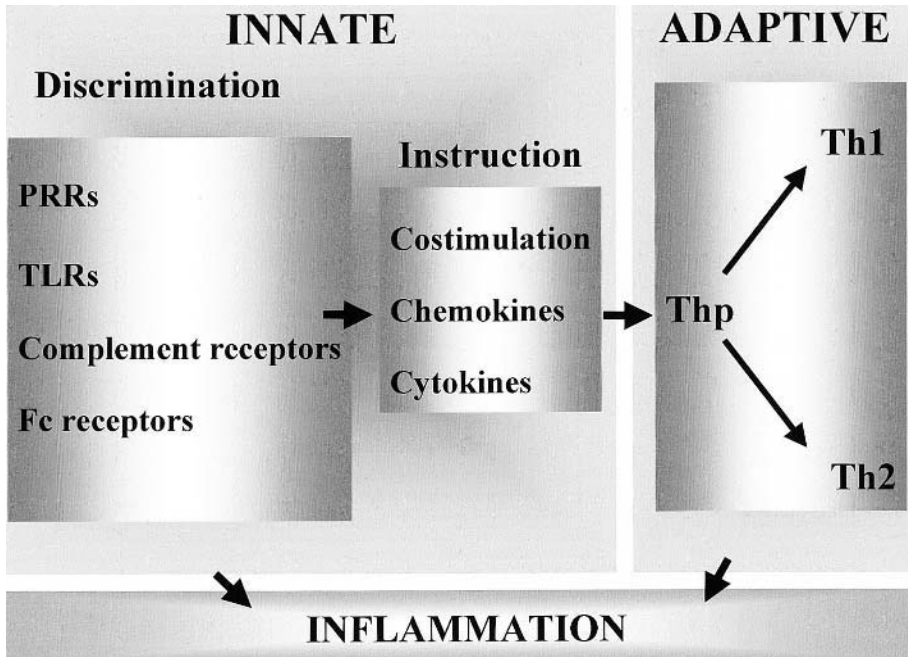 INNATE
ADAPTIVE
Discrimination
PRRs
TLRs
Complement receptors
Fc receptors
Instruction
Costimulation
Chemokines
Cytokines
Thp
Th1
Th2
INFLAMMATION